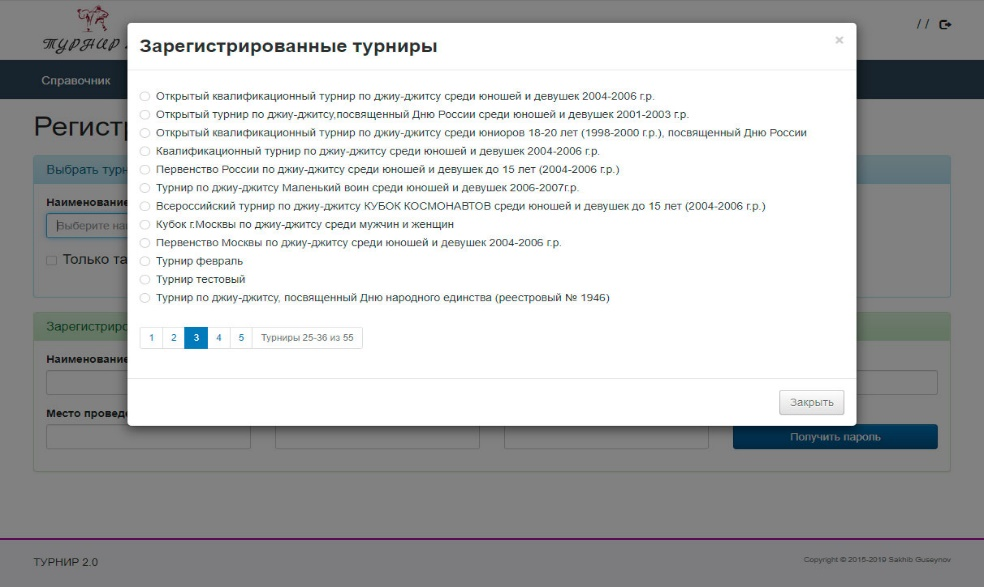 ТУРНИР
/ /
Зарегистрированные турниры
×
Справочник
Регистр
Выбрать турн
Наименование
Выберите на
Только та
Открытый квалификационный турнир по джиу-джитсу среди юношей и девушек 2004-2006 г.р.
Открытый турнир по джиу-джитсу,посвященный Дню России среди юношей и девушек 2001-2003 г.р.
Открытый квалификационный турнир по джиу-джитсу среди юниоров 18-20 лет (1998-2000 г.р.), посвященный Дню России
Квалификационный турнир по джиу-джитсу среди юношей и девушек 2004-2006 г.р.
Первенство России по джиу-джитсу среди юношей и девушек до 15 лет (2004-2006 г.р.)
Турнир по джиу-джитсу Маленький воин среди юношей и девушек 2006-2007г.р.
Всероссийский турнир по джиу-джитсу КУБОК КОСМОНАВТОВ среди юношей и девушек до 15 лет (2004-2006 г.р.)
Кубок г.Москвы по джиу-джитсу среди мужчин и женщин
Первенство Москвы по джиу-джитсу среди юношей и девушек 2004-2006 г.р.
Турнир февраль
Турнир тестовый
Турнир по джиу-джитсу, посвященный Дню народного единства (реестровый № 1946)
1 2 3 4 5 Турниры 25-36 из 55
Закрыть
Зарегистриро
Наименование
Место проведе
Получить пароль
ТУРНИР 2.0
Copyright © 2015-2019 Sakhib Guseynov